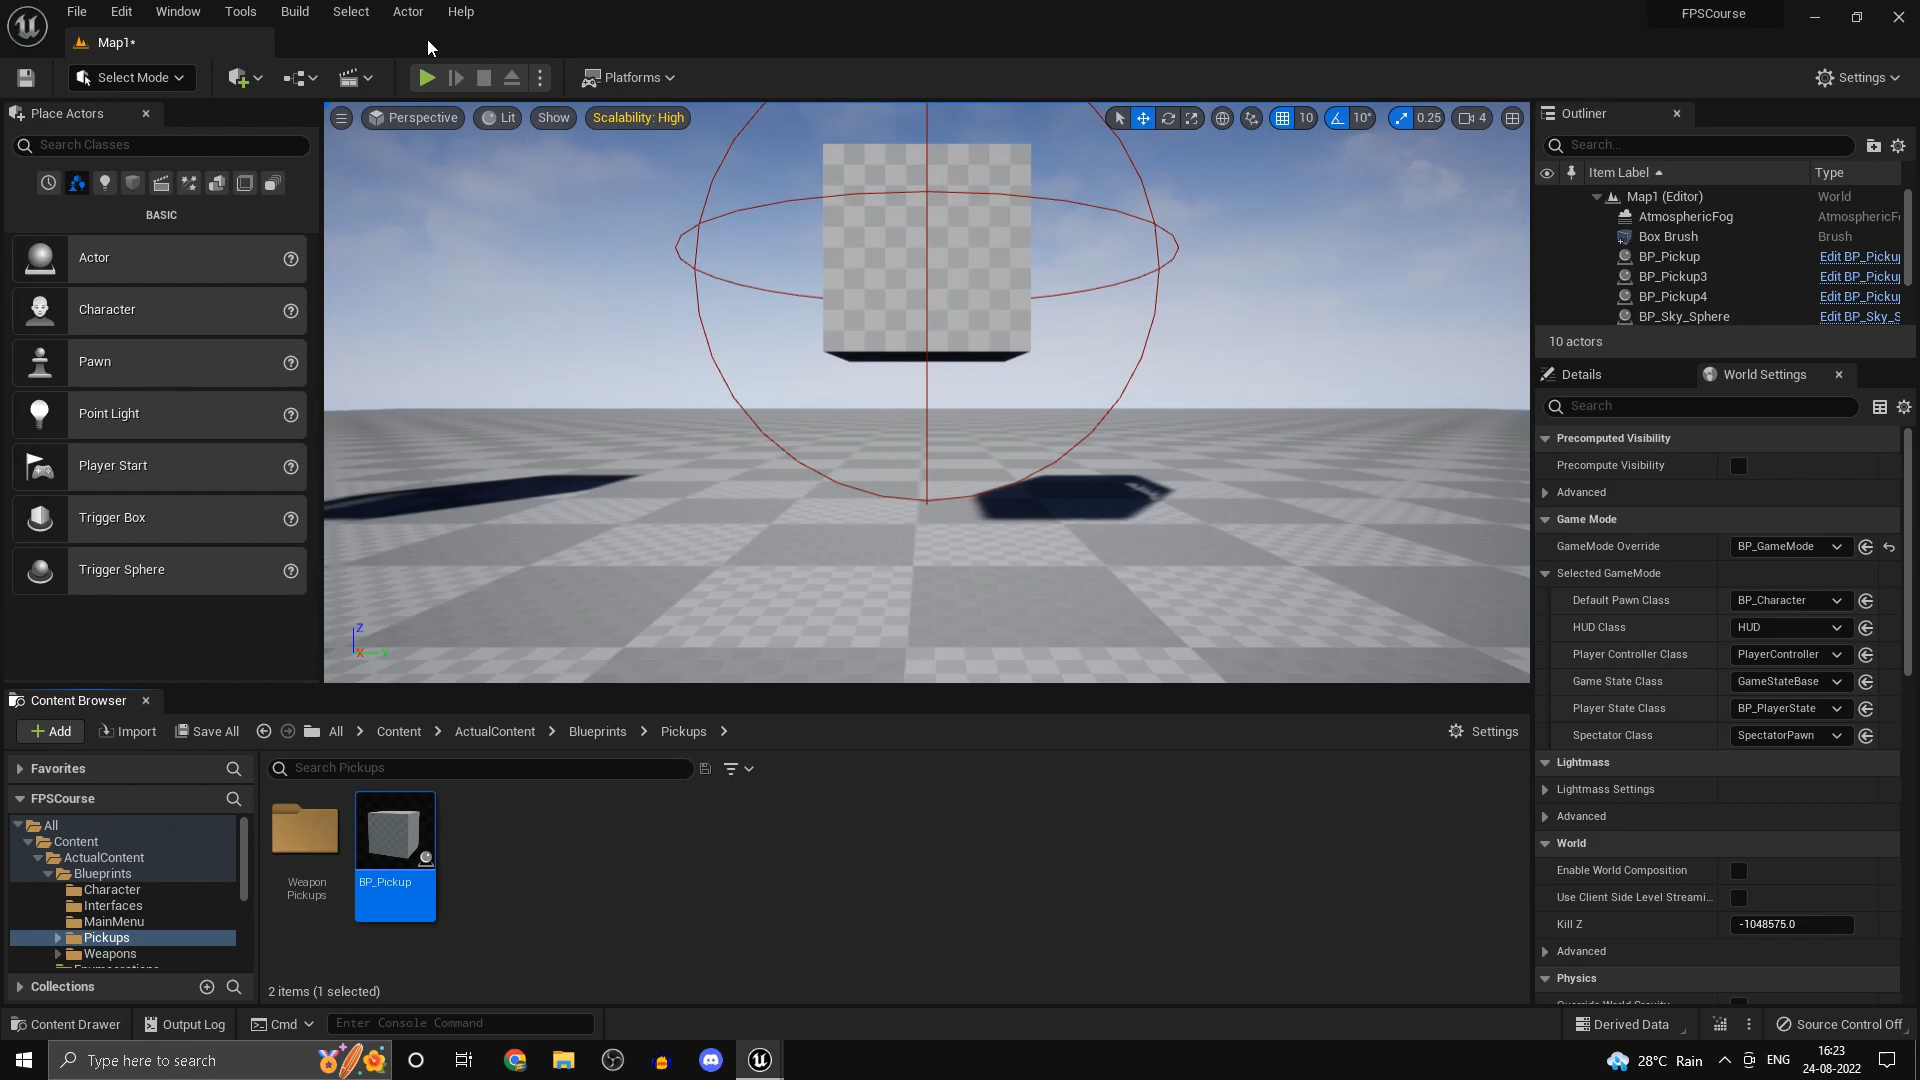 File Edit Window Tools Build Select Actor Help
FPSCourse
Map1*
Select Mode
Platforms
Settings
Place Actors
Search Classes
BASIC
Actor
Character
Pawn
Point Light
Player Start
Trigger Box
Trigger Sphere
Perspective Lit Show Scalability: High
10 10° 0.25 4
Z
X Y
Outliner
Search...
Item Label Type
Map1 (Editor) World
AtmosphericFog AtmosphericF
Box Brush Brush
BP_Pickup Edit BP_Picku
BP_Pickup3 Edit BP_Picku
BP_Pickup4 Edit BP_Picku
BP_Sky_Sphere Edit BP_Sky_S
10 actors
Details World Settings
Search
Precomputed Visibility
Precompute Visibility
Advanced
Game Mode
GameMode Override BP_GameMode
Selected GameMode
Default Pawn Class BP_Character
HUD Class HUD
Player Controller Class PlayerController
Game State Class GameStateBase
Player State Class BP_PlayerState
Spectator Class SpectatorPawn
Lightmass
Lightmass Settings
Advanced
World
Enable World Composition
Use Client Side Level Streami...
Kill Z -1048575.0
Advanced
Physics
Content Browser
Add Import Save All All Content ActualContent Blueprints Pickups Settings
Favorites
FPSCourse
All
Content
ActualContent
Blueprints
Character
Interfaces
MainMenu
Pickups
Weapons
Collections
Search Pickups
Weapon
Pickups
BP_Pickup
2 items (1 selected)
Content Drawer Output Log Cmd Enter Console Command
Derived Data Source Control Off
Type here to search
28°C Rain ENG
16:23
24-08-2022